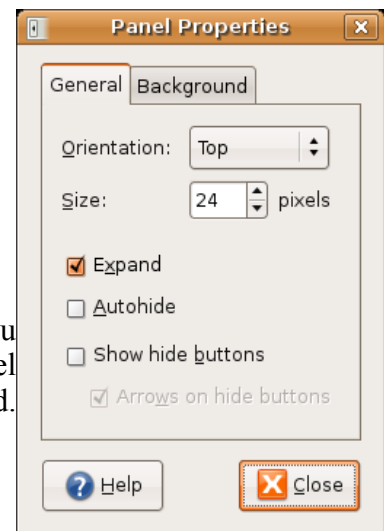 Panel Properties
General Background
Orientation: Top
Size: 24 pixels
Expand
Autohide
Show hide buttons
Arrows on hide buttons
Help Close
u
el
d.